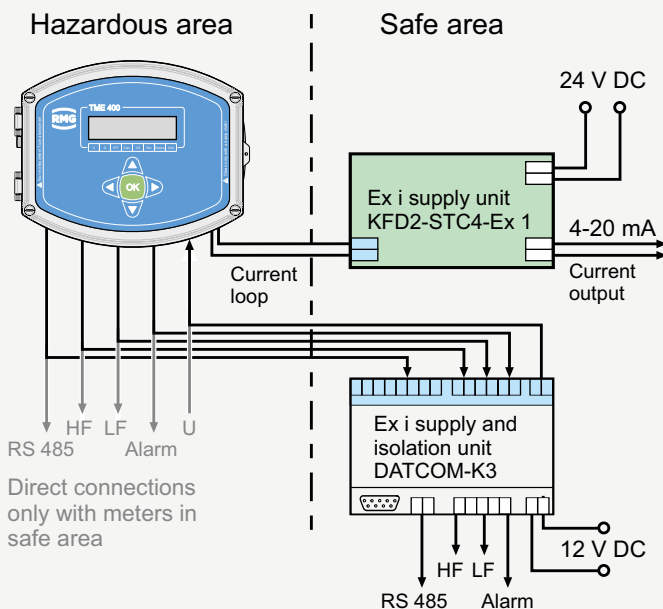 Hazardous area
Safe area
24 V DC
RMG
TME 400
OK
Ex i supply unit
KFD2-STC4-Ex 1
4-20 mA
Current
output
Current
loop
HF
LF
U
RS 485
Alarm
Direct connections
only with meters in
safe area
Ex i supply and
isolation unit
DATCOM-K3
12 V DC
HF
LF
RS 485
Alarm